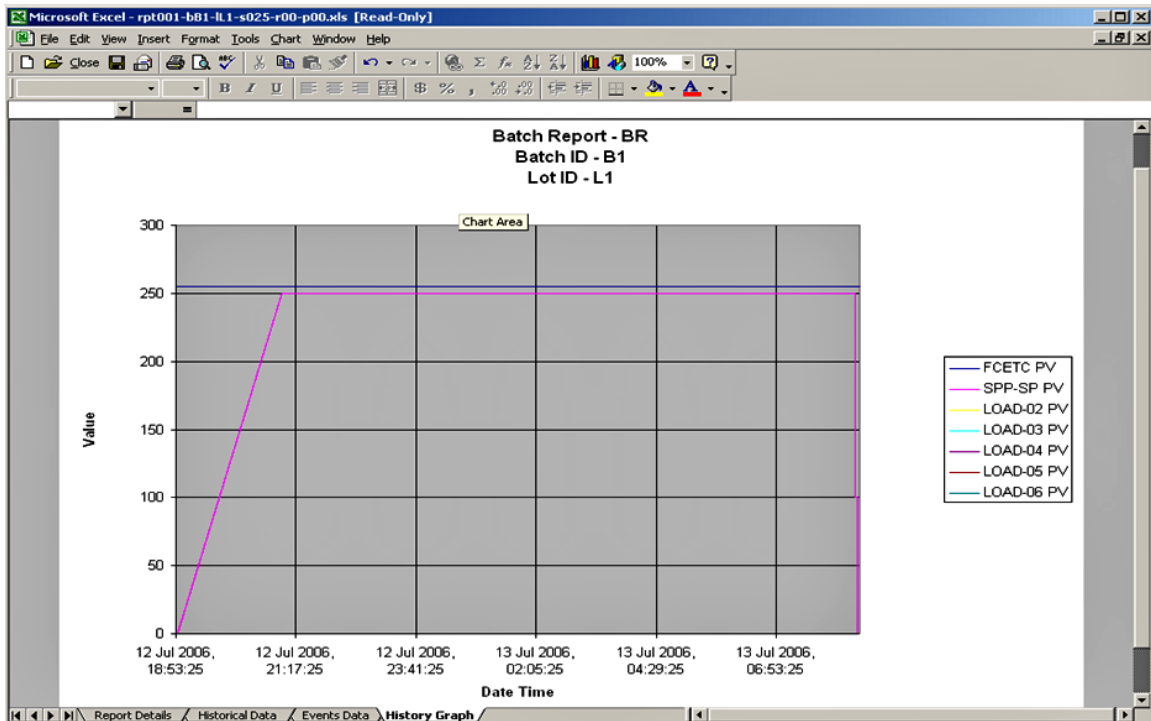 Microsoft Excel - rpt001-bB1-lL1-s025-r00-p00.xls [Read-Only]
File Edit View Insert Format Tools Chart Window Help
Close 100%
B I U $ % ,
=
Batch Report - BR
Batch ID - B1
Lot ID - L1
Chart Area
300
250
200
150
100
50
0
Value
12 Jul 2006, 18:53:25
12 Jul 2006, 21:17:25
12 Jul 2006, 23:41:25
13 Jul 2006, 02:05:25
13 Jul 2006, 04:29:25
13 Jul 2006, 06:53:25
Date Time
FCETC PV
SPP-SP PV
LOAD-02 PV
LOAD-03 PV
LOAD-04 PV
LOAD-05 PV
LOAD-06 PV
Report Details / Historical Data / Events Data / History Graph /